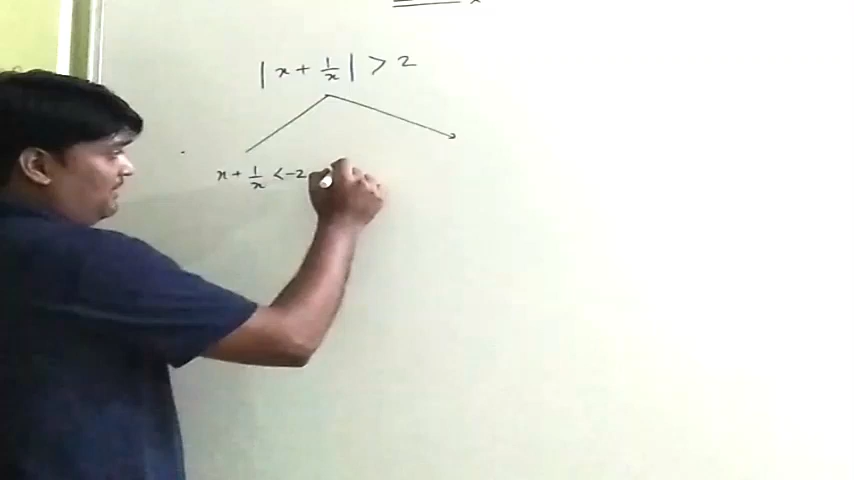 | x + 1/x | > 2
x + 1/x < -2